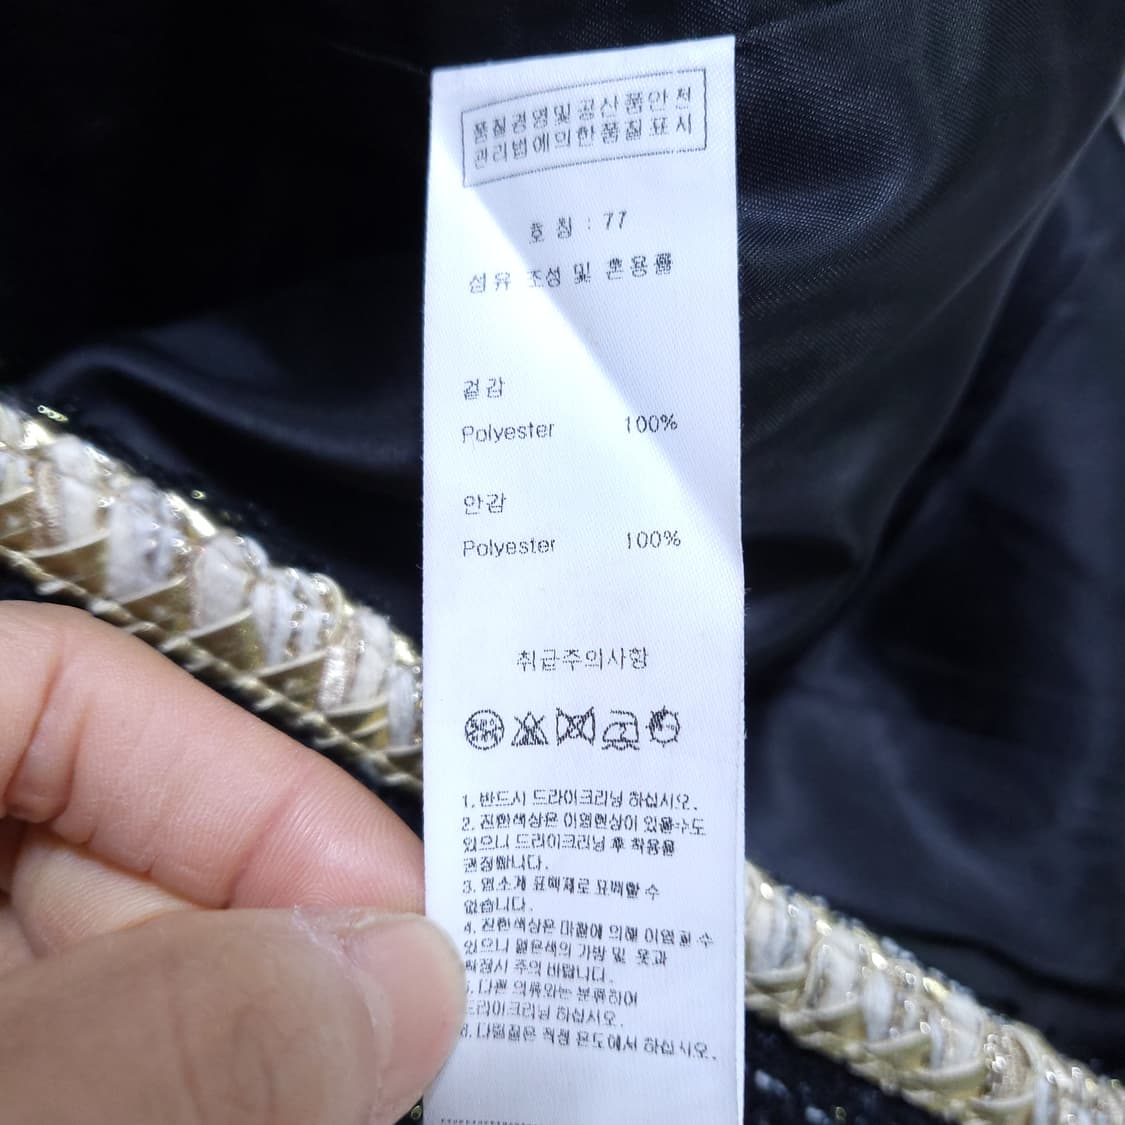 품질경영및공산품안전
관리법에의한품질표시
호칭 : 77
섬유 조성 및 혼용률
겉감
Polyester 100%
안감
Polyester 100%
취급주의사항
1. 반드시 드라이크리닝 하십시오.
2. 진한색상은 이염현상이 있을수도
있으니 드라이크리닝 후 착용을
권장합니다.
3. 염소계 표백제로 표백할 수
없습니다.
4. 진한색상은 마찰에 의해 이염될 수
있으니 밝은색의 가방 및 옷과
착장시 주의 바랍니다.
5. 다른 의류와는 분류하여
드라이크리닝 하십시오.
6. 다림질은 적정 온도에서 하십시오.